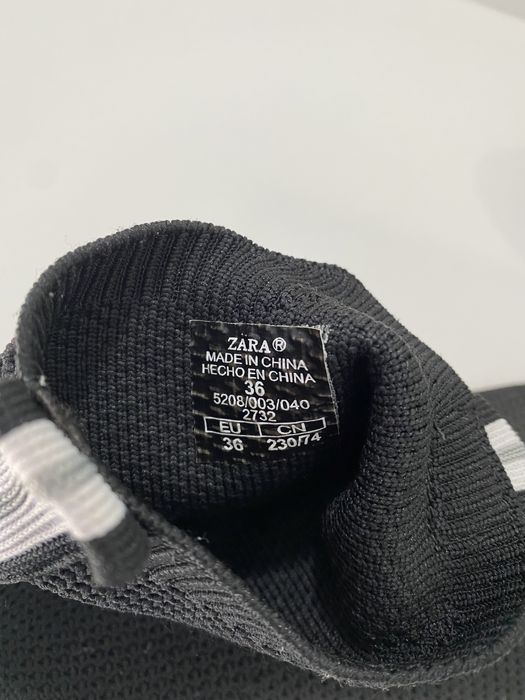 ZARA®
MADE IN CHINA
HECHO EN CHINA
36
5208/003/040
2732
EU CN
36 230/74